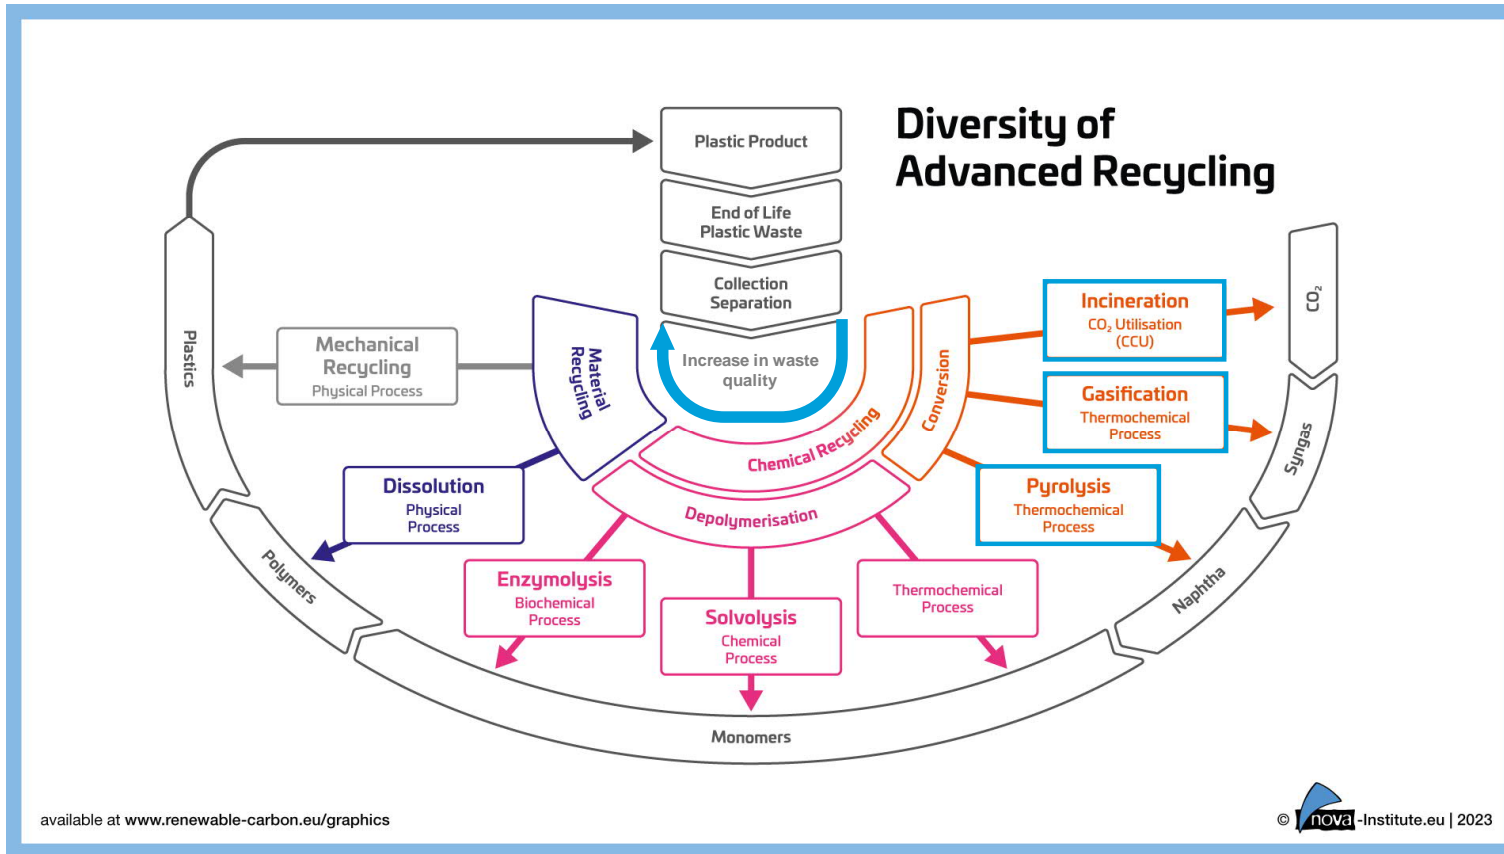 Diversity of
Advanced Recycling
Plastic Product
End of Life
Plastic Waste
Collection
Separation
Increase in waste
quality
Material
Recycling
Chemical Recycling
Conversion
Depolymerisation
Mechanical
Recycling
Physical Process
Dissolution
Physical
Process
Enzymolysis
Biochemical
Process
Solvolysis
Chemical
Process
Thermochemical
Process
Pyrolysis
Thermochemical
Process
Gasification
Thermochemical
Process
Incineration
CO₂ Utilisation
(CCU)
CO₂
Syngas
Naphtha
Monomers
Polymers
Plastics
available at www.renewable-carbon.eu/graphics
© nova-Institute.eu | 2023